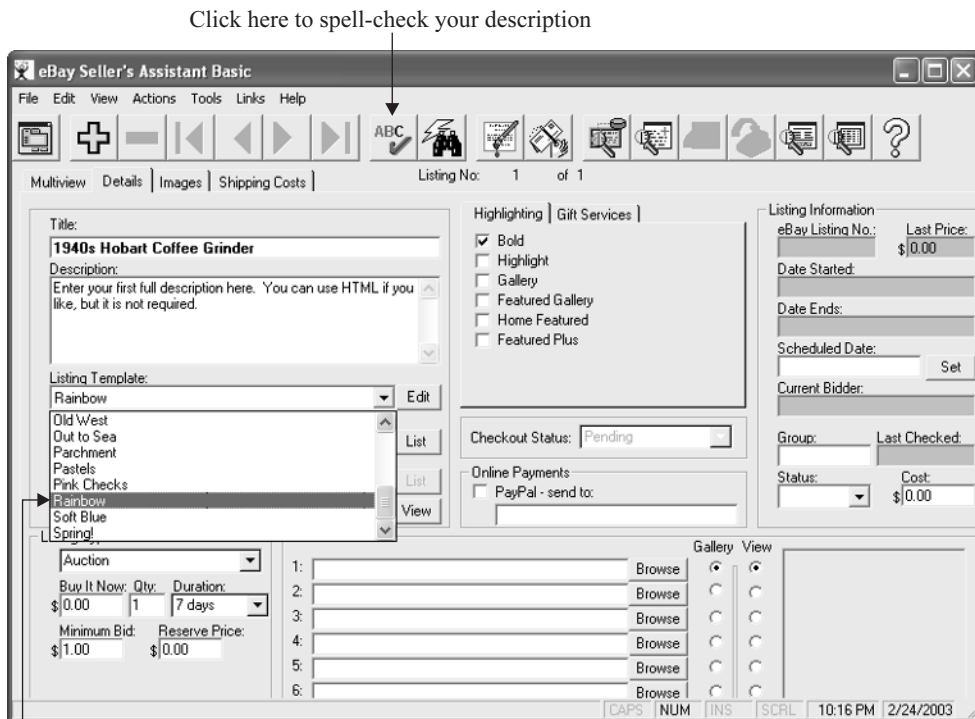 Click here to spell-check your description
eBay Seller's Assistant Basic
File Edit View Actions Tools Links Help
ABC
Multiview Details Images Shipping Costs
Listing No: 1 of 1
Title:
1940s Hobart Coffee Grinder
Description:
Enter your first full description here. You can use HTML if you
like, but it is not required.
Listing Template:
Rainbow Edit
Old West
Out to Sea
Parchment
Pastels
Pink Checks
Rainbow
Soft Blue
Spring!
List
List
View
Highlighting Gift Services
Bold
Highlight
Gallery
Featured Gallery
Home Featured
Featured Plus
Checkout Status: Pending
Online Payments
PayPal - send to:
Listing Information
eBay Listing No.: Last Price:
$ 0.00
Date Started:
Date Ends:
Scheduled Date:
Set
Current Bidder:
Group: Last Checked:
Status: Cost:
$ 0.00
Auction
Buy It Now: Qty: Duration:
$ 0.00 1 7 days
Minimum Bid: Reserve Price:
$ 1.00 $ 0.00
Gallery View
1: Browse
2: Browse
3: Browse
4: Browse
5: Browse
6: Browse
CAPS NUM INS SCRL 10:16 PM 2/24/2003